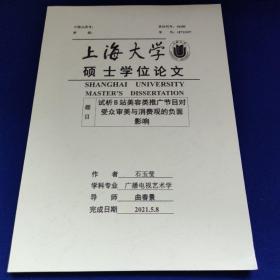 上海大学
硕士学位论文
SHANGHAI UNIVERSITY
MASTER'S DISSERTATION
题目
试析B站美容类推广节目对
受众审美与消费观的负面
影响
作 者 石玉莹
学科专业 广播电视艺术学
导 师 曲春景
完成日期 2021.5.8